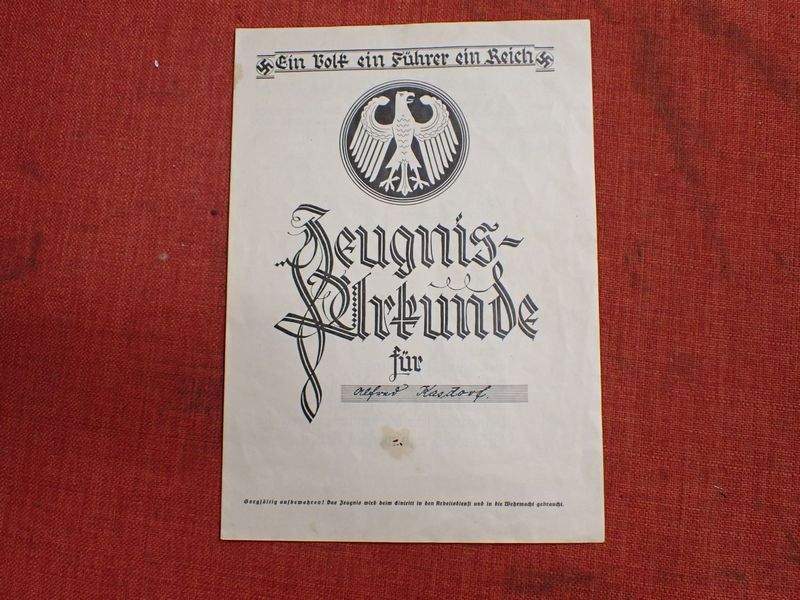 Ein Volk ein Führer ein Reich
Zeugnis-
Urkunde
für
Alfred Kasdorf.
Sorgfältig aufbewahren! Das Zeugnis wird beim Eintritt in den Arbeitsdienst und in die Wehrmacht gebraucht.